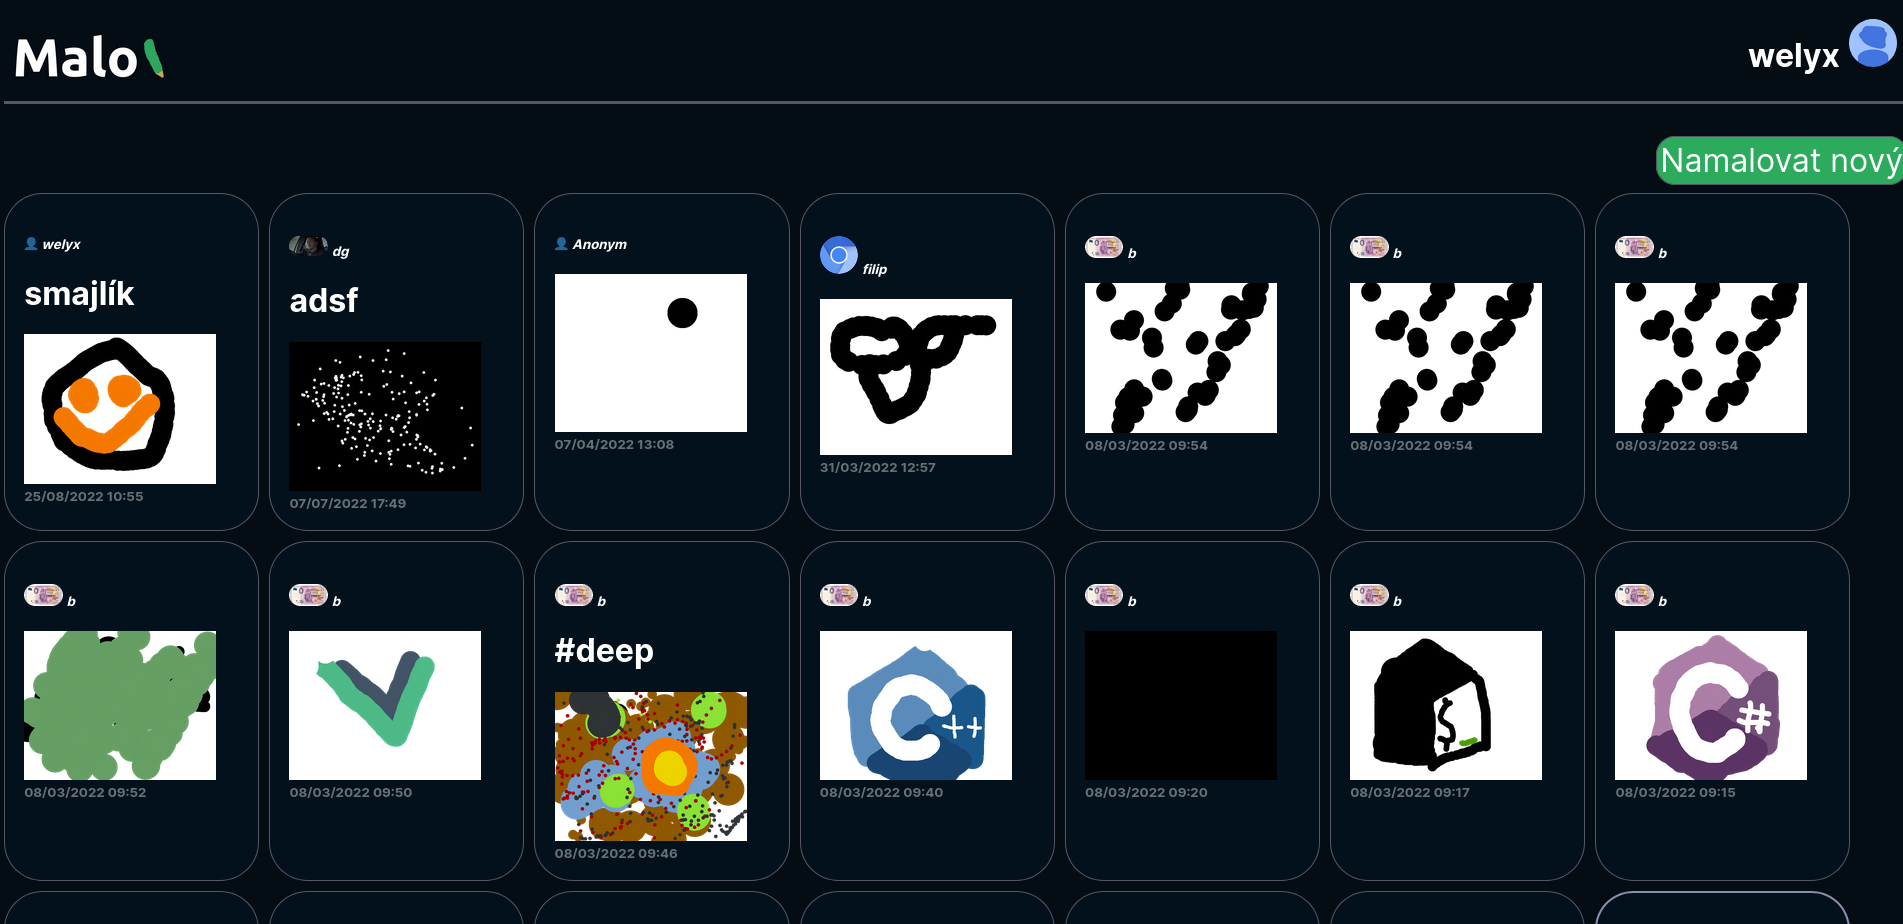 Malo
welyx
Namalovat nový
welyx
smajlík
25/08/2022 10:55
dg
adsf
07/07/2022 17:49
Anonym
07/04/2022 13:08
filip
31/03/2022 12:57
b
08/03/2022 09:54
b
08/03/2022 09:54
b
08/03/2022 09:54
b
08/03/2022 09:52
b
08/03/2022 09:50
b
#deep
08/03/2022 09:46
b
C++
08/03/2022 09:40
b
08/03/2022 09:20
b
$_
08/03/2022 09:17
b
C#
08/03/2022 09:15